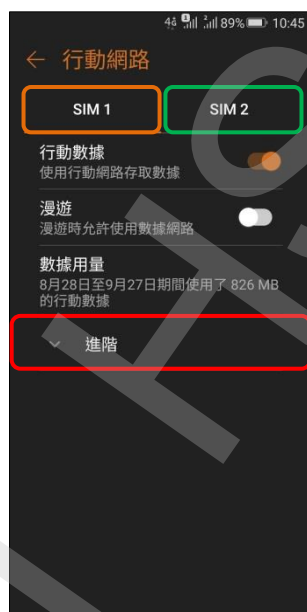 4G 89% 10:45
← 行動網路
SIM 1 SIM 2
行動數據
使用行動網路存取數據
漫遊
漫遊時允許使用數據網路
數據用量
8月28日至9月27日期間使用了 826 MB
的行動數據
進階